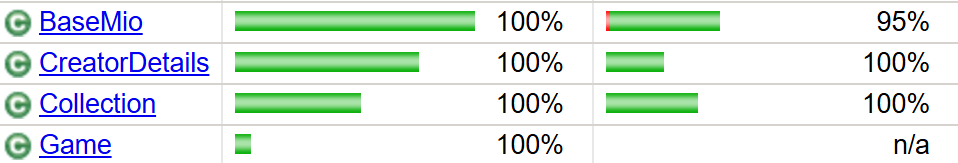 BaseMio 100% 95%
CreatorDetails 100% 100%
Collection 100% 100%
Game 100% n/a